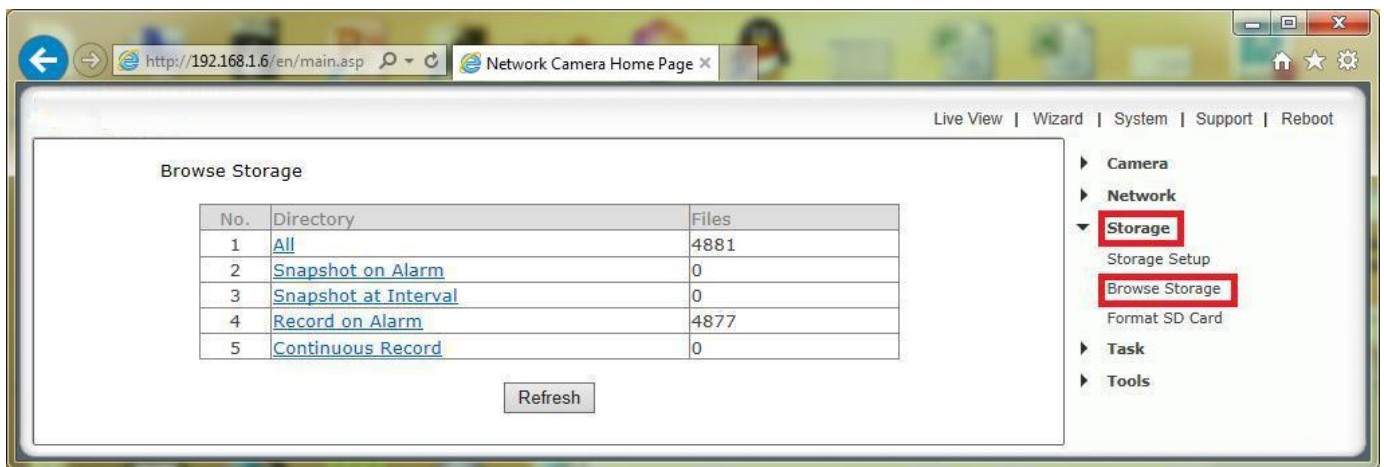 http://192.168.1.6/en/main.asp Network Camera Home Page
Live View | Wizard | System | Support | Reboot
Browse Storage
No. Directory Files
1 All 4881
2 Snapshot on Alarm 0
3 Snapshot at Interval 0
4 Record on Alarm 4877
5 Continuous Record 0
Refresh
Camera
Network
Storage
Storage Setup
Browse Storage
Format SD Card
Task
Tools